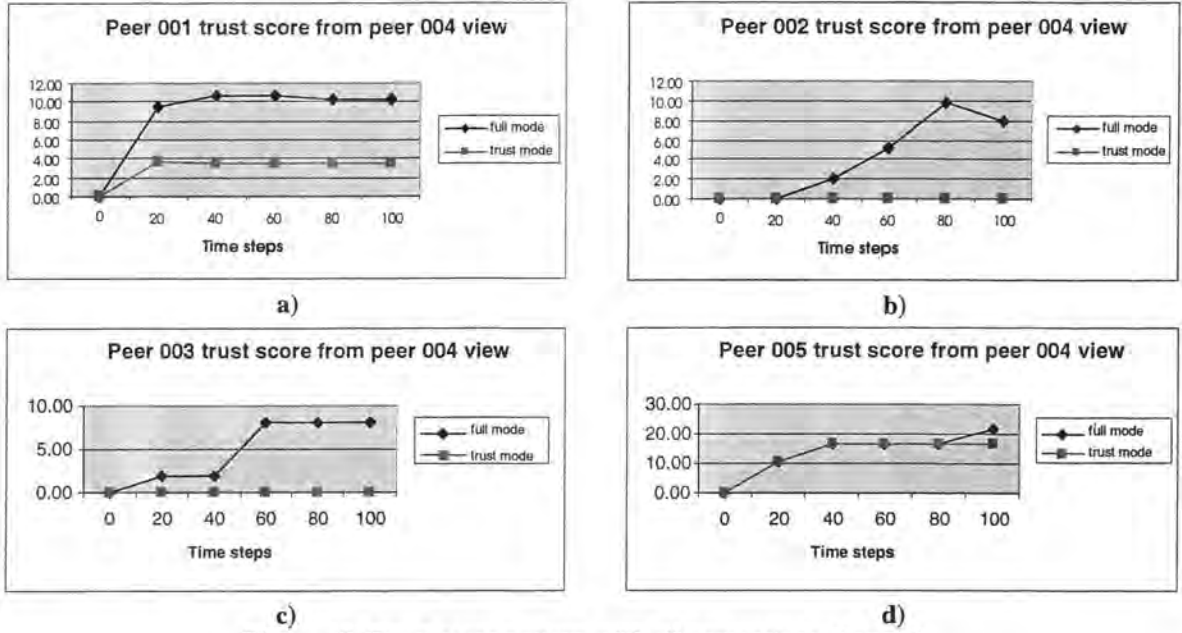 Peer 001 trust score from peer 004 view
12.00
10.00
8.00
6.00
4.00
2.00
0.00
0 20 40 60 80 100
Time steps
full mode
trust mode
a)
Peer 002 trust score from peer 004 view
12.00
10.00
8.00
6.00
4.00
2.00
0.00
0 20 40 60 80 100
Time steps
full mode
trust mode
b)
Peer 003 trust score from peer 004 view
10.00
5.00
0.00
0 20 40 60 80 100
Time steps
full mode
trust mode
c)
Peer 005 trust score from peer 004 view
30.00
20.00
10.00
0.00
0 20 40 60 80 100
Time steps
full mode
trust mode
d)